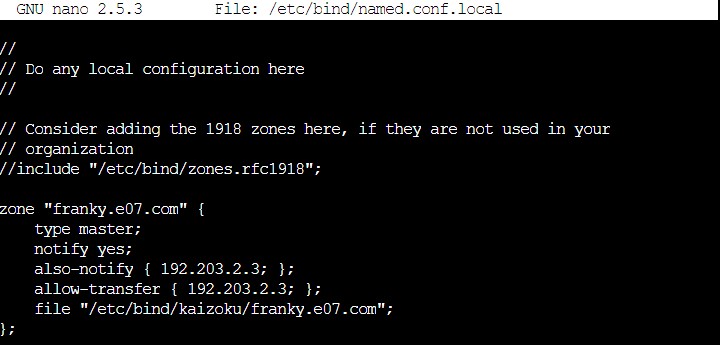 GNU nano 2.5.3 File: /etc/bind/named.conf.local
//
// Do any local configuration here
//
// Consider adding the 1918 zones here, if they are not used in your
// organization
//include "/etc/bind/zones.rfc1918";
zone "franky.e07.com" {
type master;
notify yes;
also-notify { 192.203.2.3; };
allow-transfer { 192.203.2.3; };
file "/etc/bind/kaizoku/franky.e07.com";
};